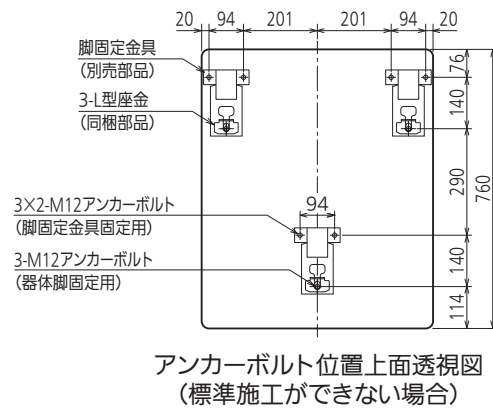 20 94 201 201 94 20
脚固定金具
(別売部品)
3-L型座金
(同梱部品)
3×2-M12アンカーボルト
(脚固定金具固定用)
3-M12アンカーボルト
(器体脚固定用)
94
76
140
290
140
114
760
アンカーボルト位置上面透視図
(標準施工ができない場合)